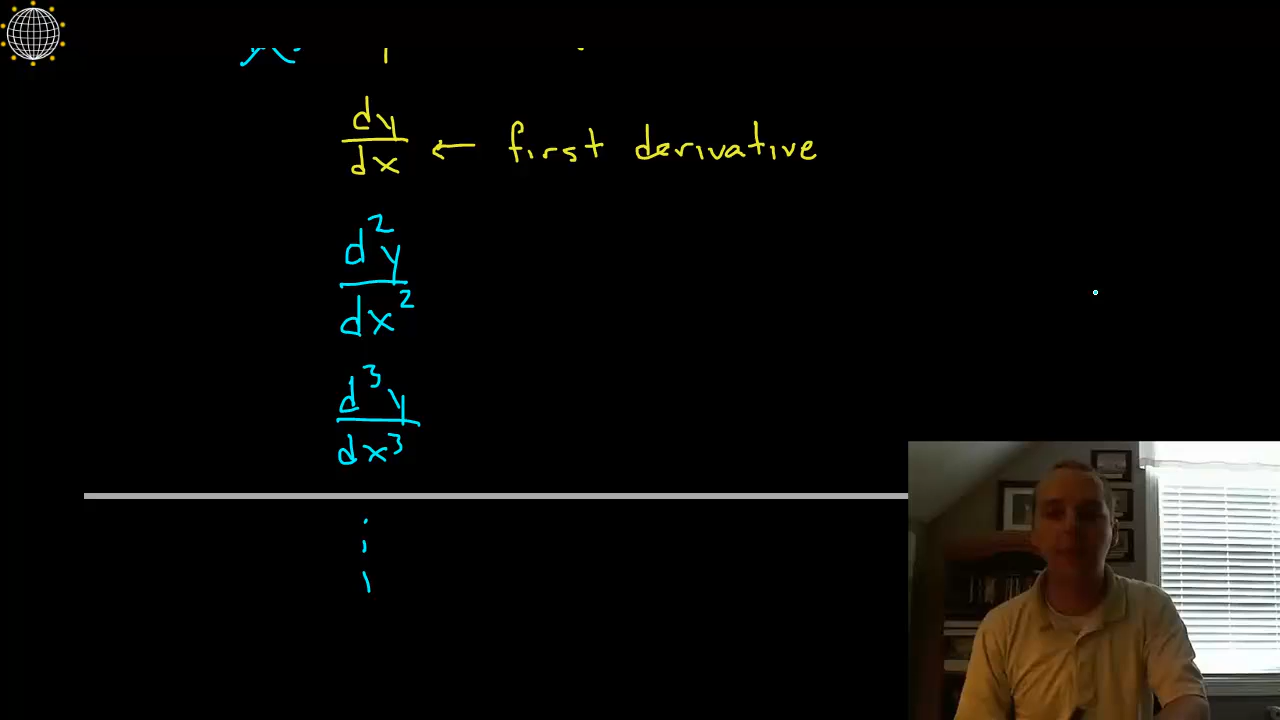 dy
dx ← first derivative
d²y
dx²
d³y
dx³